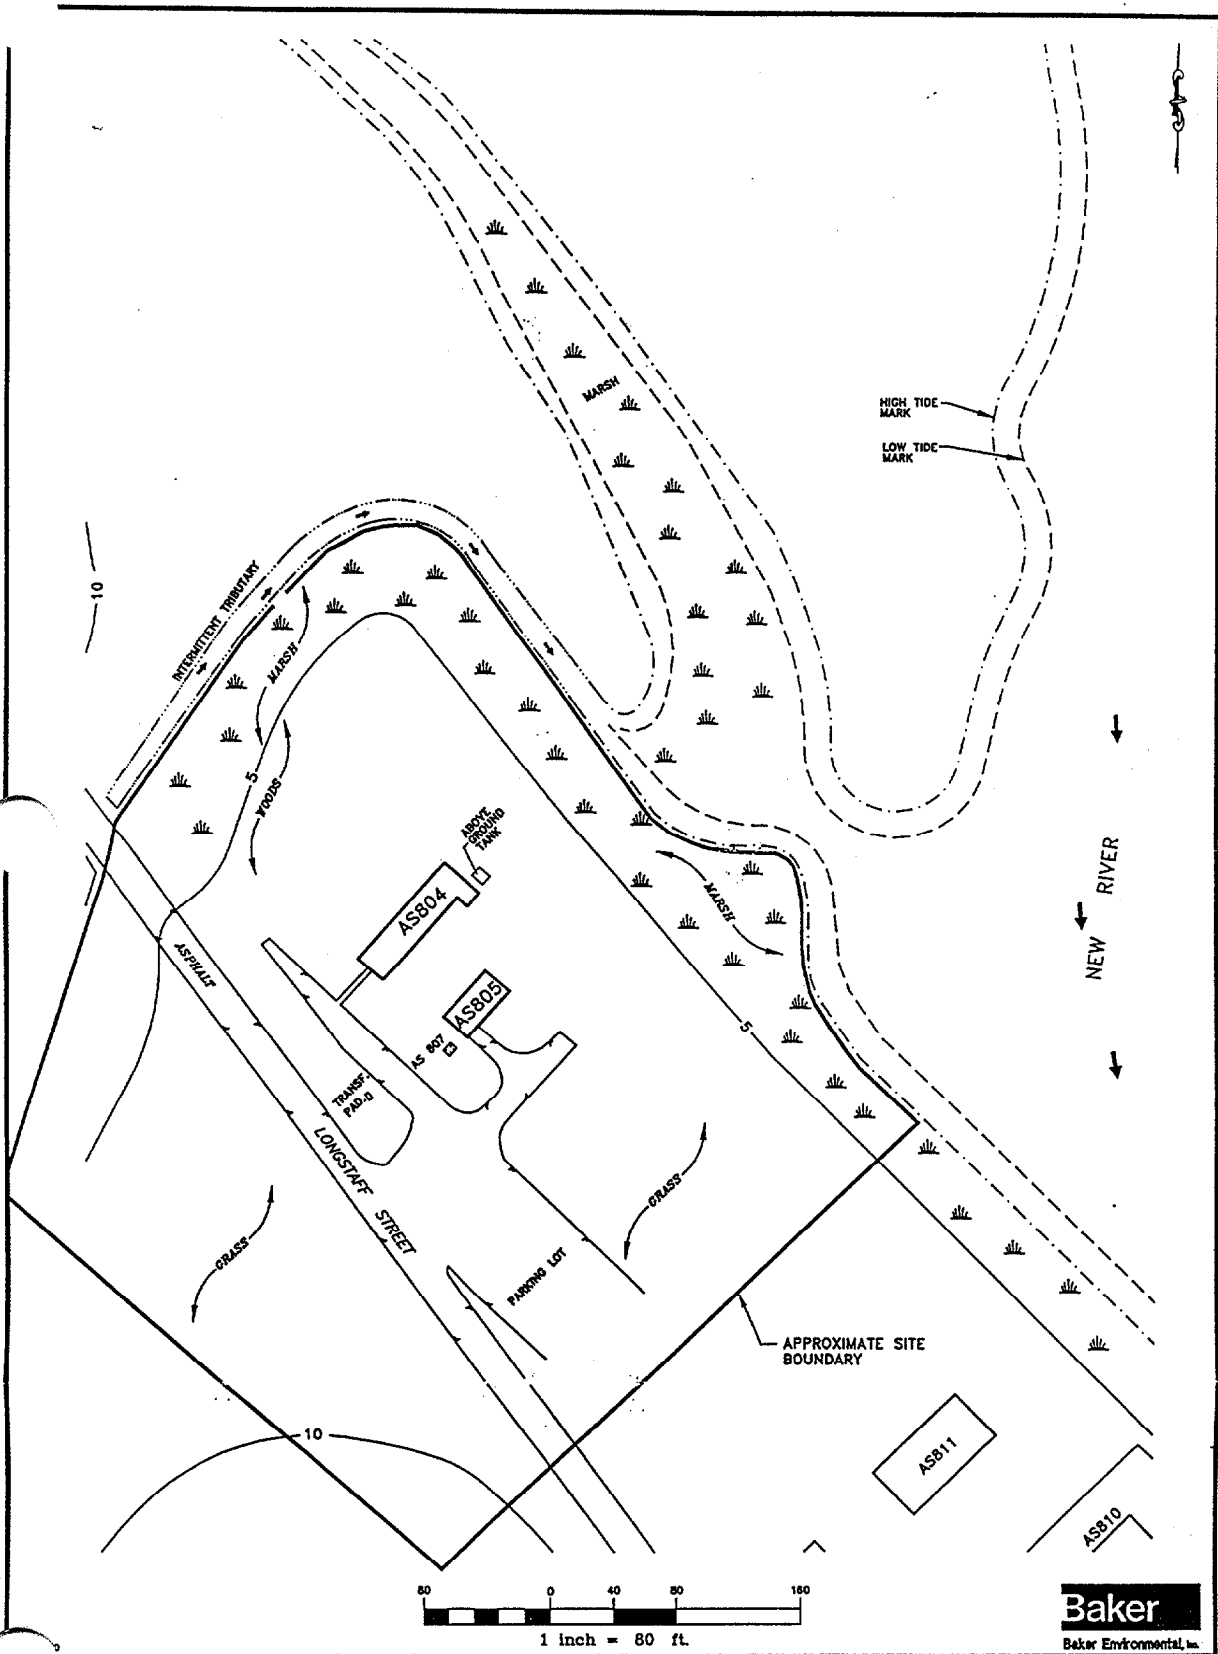 HIGH TIDE
MARK
LOW TIDE
MARK
MARSH
INTERMITTENT TRIBUTARY
10
MARSH
5
WOODS
ABOVE
GROUND
TANK
AS804
MARSH
NEW RIVER
ASPHALT
AS805
AS 807
5
TRANSF.
PAD-
LONGSTAFF STREET
GRASS
GRASS
PARKING LOT
APPROXIMATE SITE
BOUNDARY
10
AS811
AS810
80 0 40 80 160
1 inch = 80 ft.
Baker
Baker Environmental, Inc.